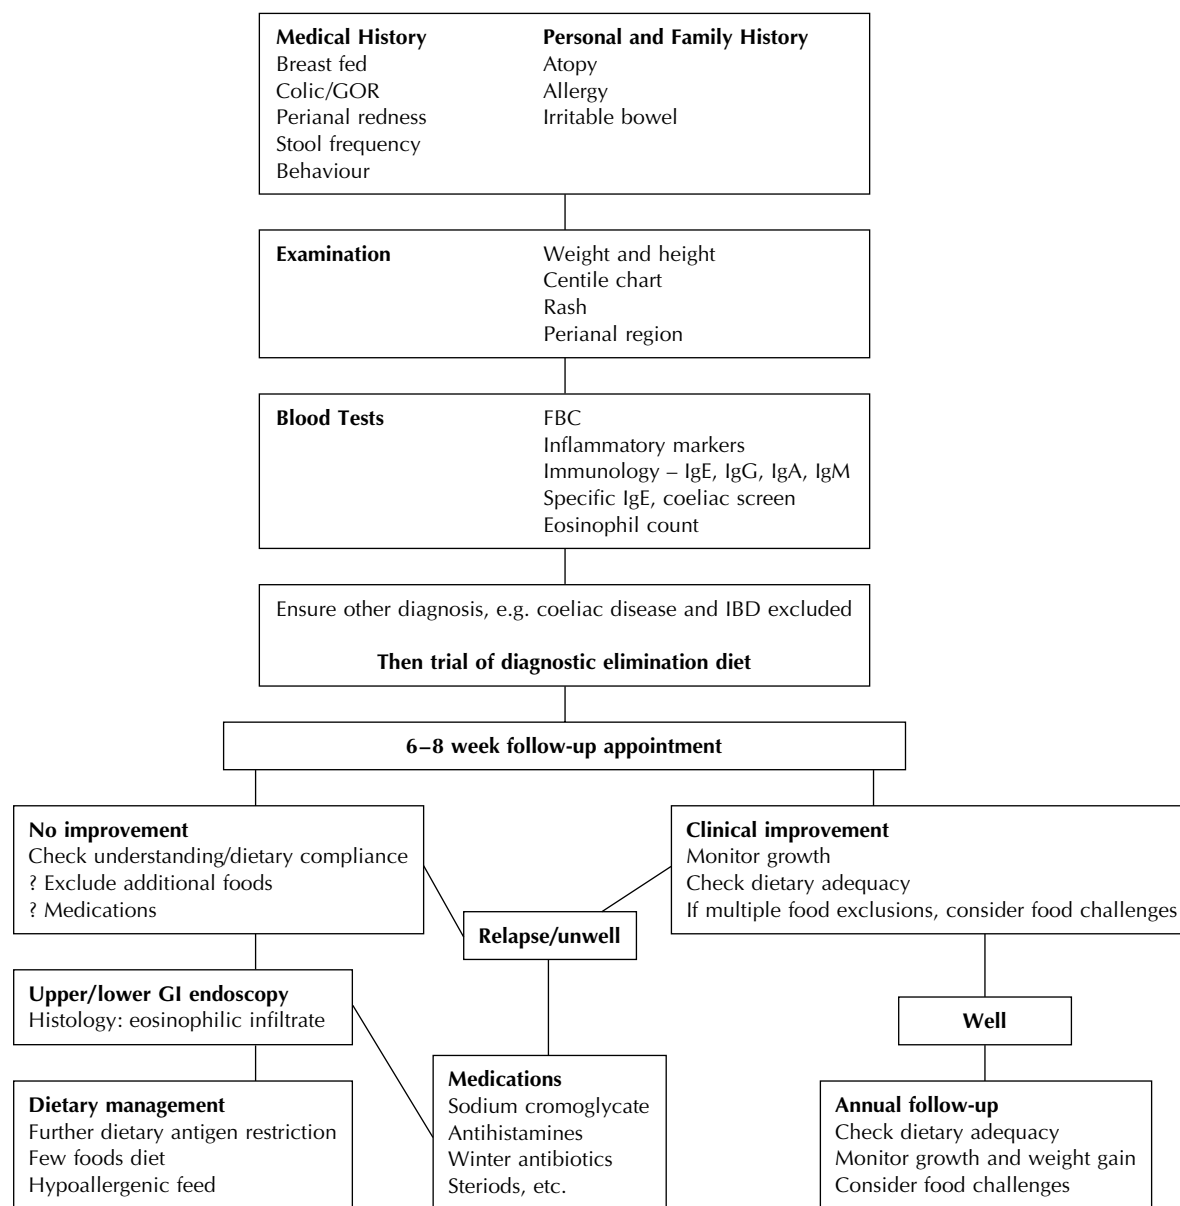 Medical History
Breast fed
Colic/GOR
Perianal redness
Stool frequency
Behaviour
Personal and Family History
Atopy
Allergy
Irritable bowel
Examination
Weight and height
Centile chart
Rash
Perianal region
Blood Tests
FBC
Inflammatory markers
Immunology – IgE, IgG, IgA, IgM
Specific IgE, coeliac screen
Eosinophil count
Ensure other diagnosis, e.g. coeliac disease and IBD excluded
Then trial of diagnostic elimination diet
6–8 week follow-up appointment
No improvement
Check understanding/dietary compliance
? Exclude additional foods
? Medications
Clinical improvement
Monitor growth
Check dietary adequacy
If multiple food exclusions, consider food challenges
Relapse/unwell
Upper/lower GI endoscopy
Histology: eosinophilic infiltrate
Well
Dietary management
Further dietary antigen restriction
Few foods diet
Hypoallergenic feed
Medications
Sodium cromoglycate
Antihistamines
Winter antibiotics
Steriods, etc.
Annual follow-up
Check dietary adequacy
Monitor growth and weight gain
Consider food challenges